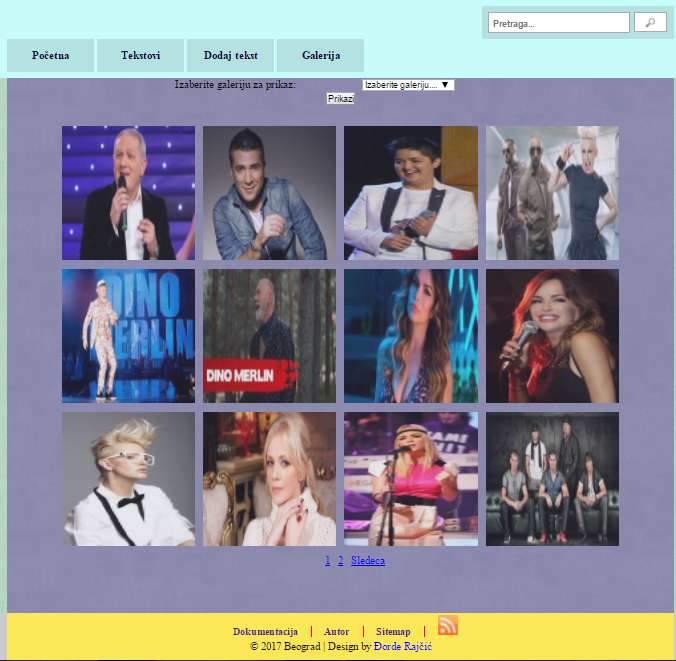 Pretraga...
Početna Tekstovi Dodaj tekst Galerija
Izaberite galeriju za prikaz: Izaberite galeriju....
Prikazi
DINO
MERLIN
DINO MERLIN
1 2 Sledeca
Dokumentacija | Autor | Sitemap |
© 2017 Beograd | Design by Đorđe Rajčić